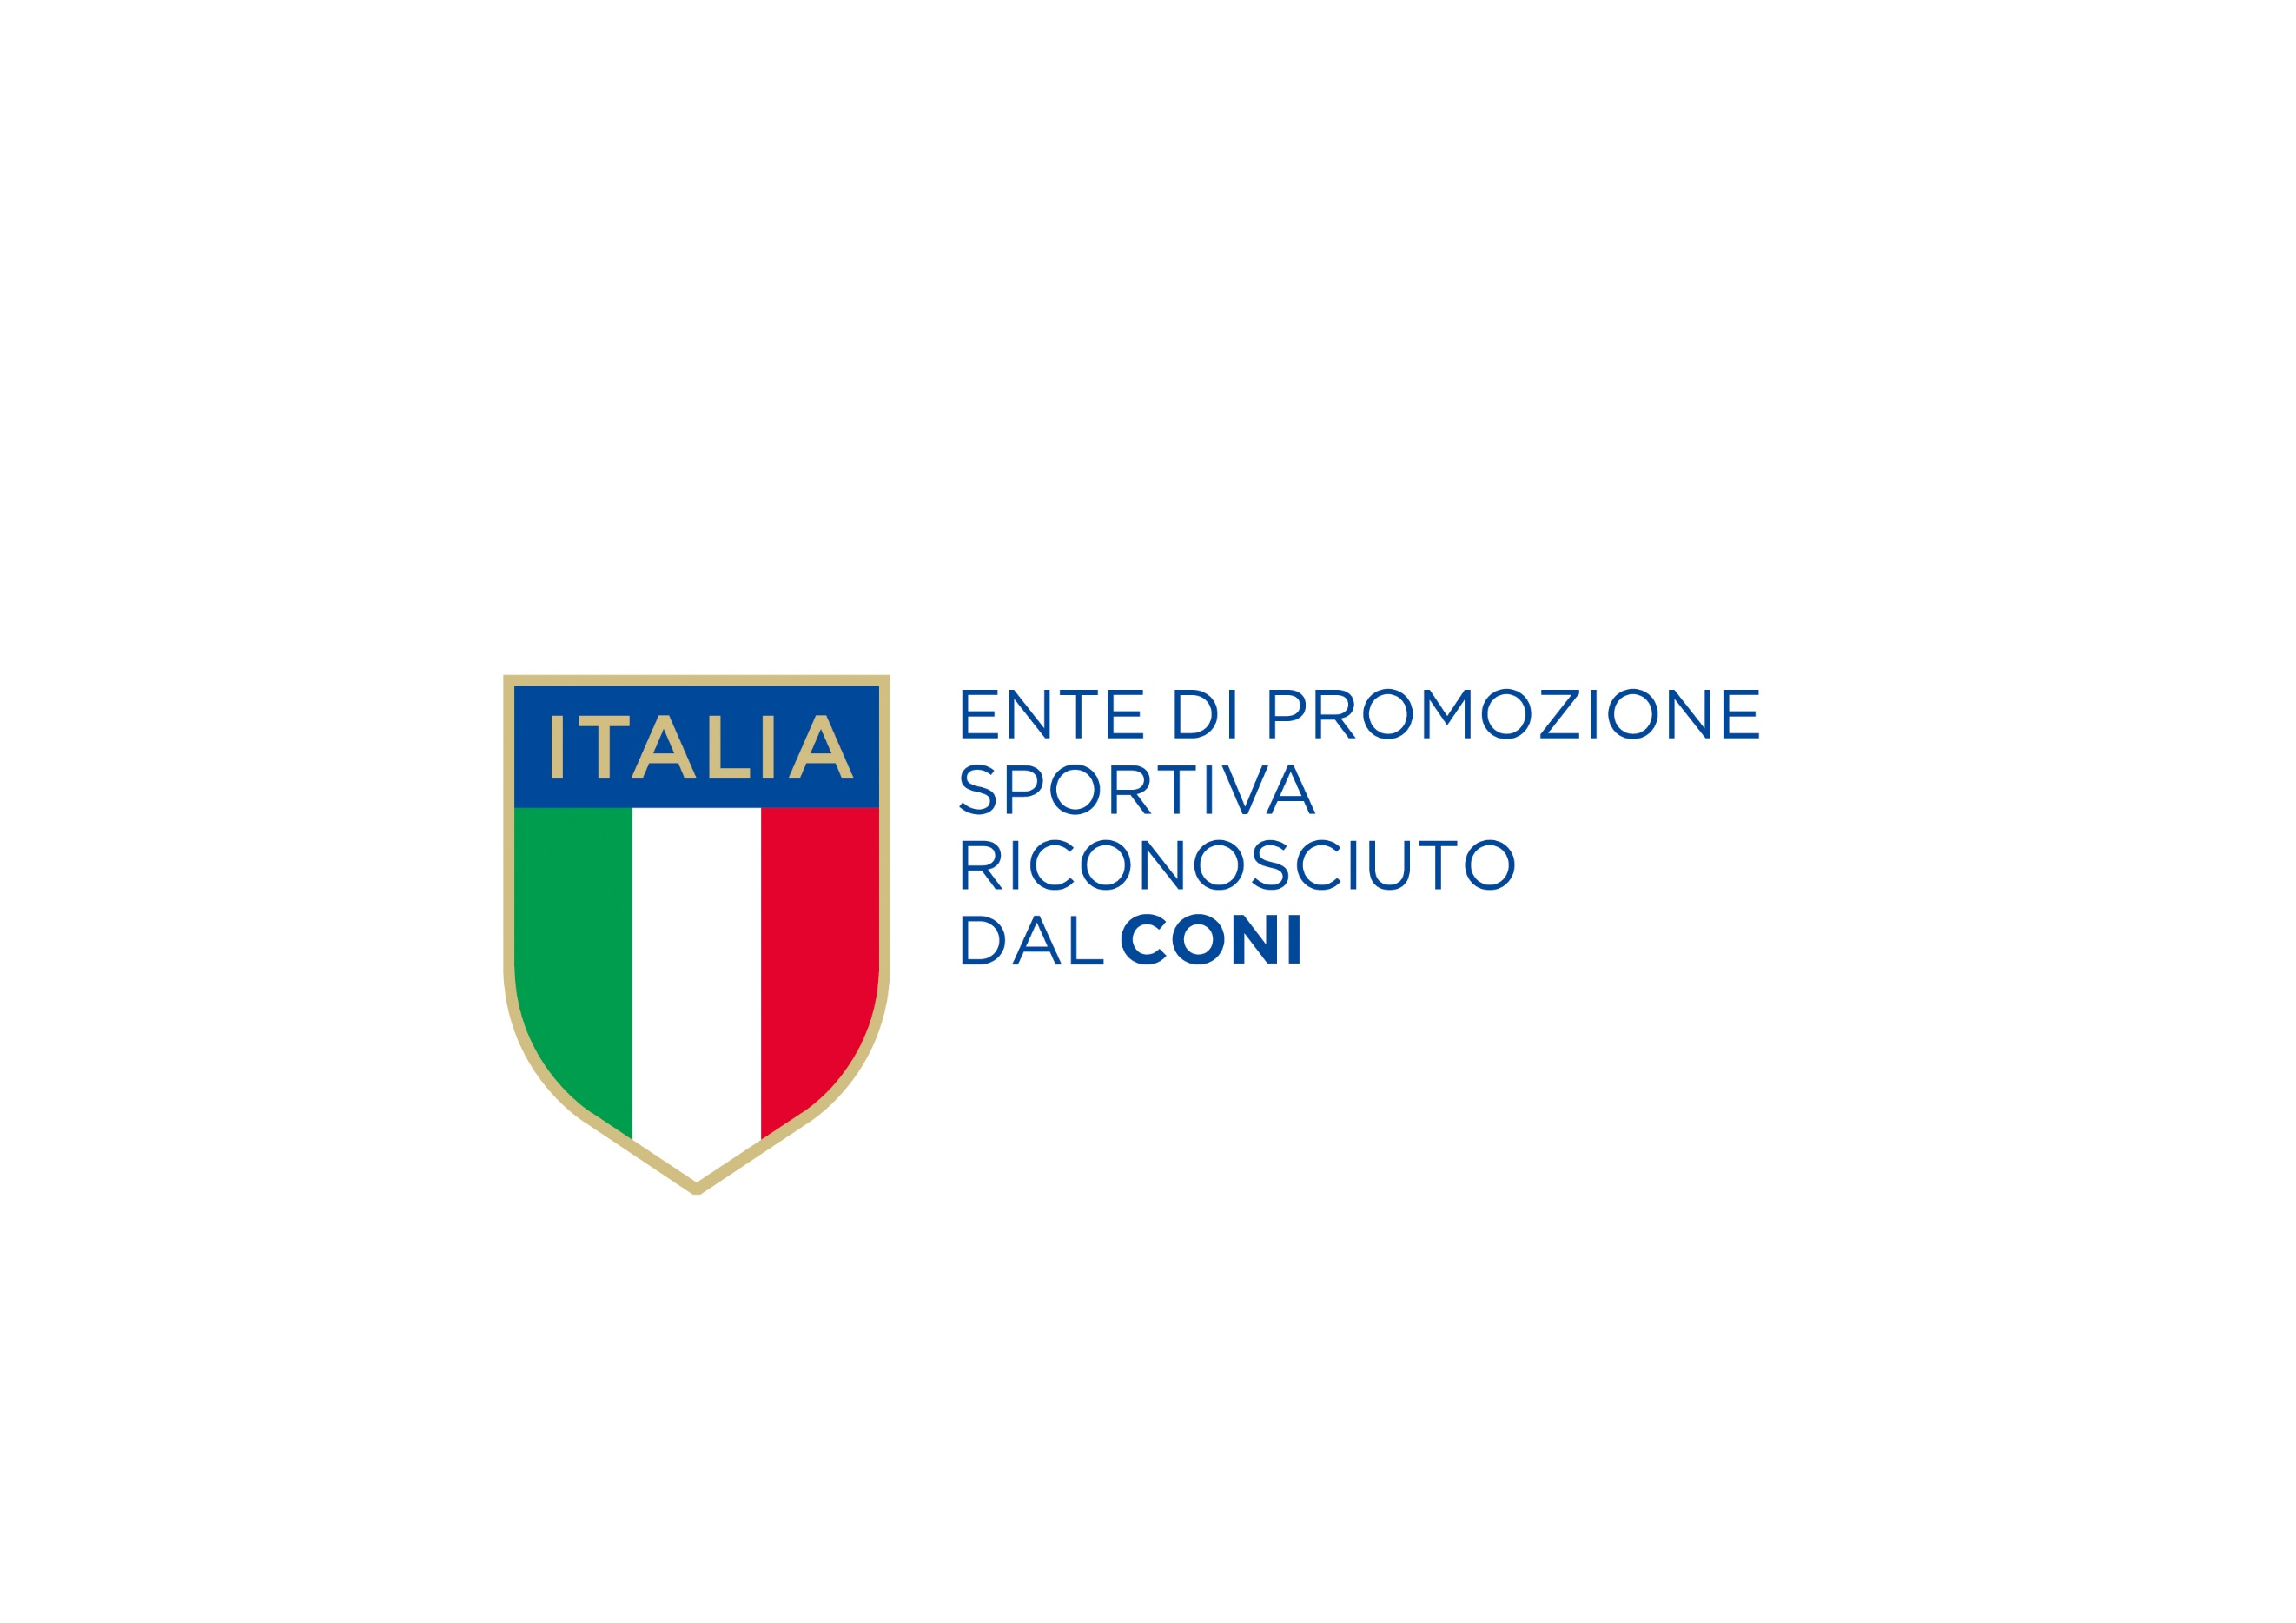 ITALIA
ENTE DI PROMOZIONE
SPORTIVA
RICONOSCIUTO
DAL CONI